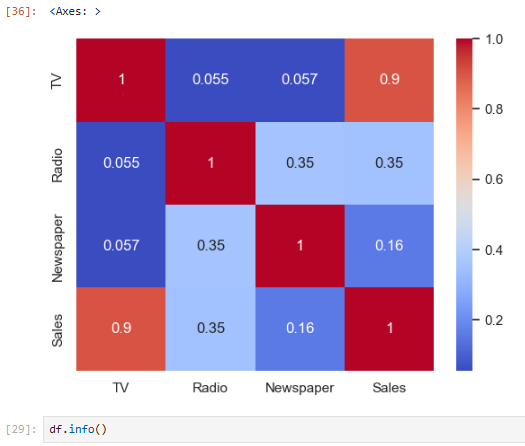 [36]: <Axes: >
1.0
TV 1 0.055 0.057 0.9
0.8
Radio 0.055 1 0.35 0.35
0.6
Newspaper 0.057 0.35 1 0.16
0.4
Sales 0.9 0.35 0.16 1
0.2
TV Radio Newspaper Sales
[29]: df.info()